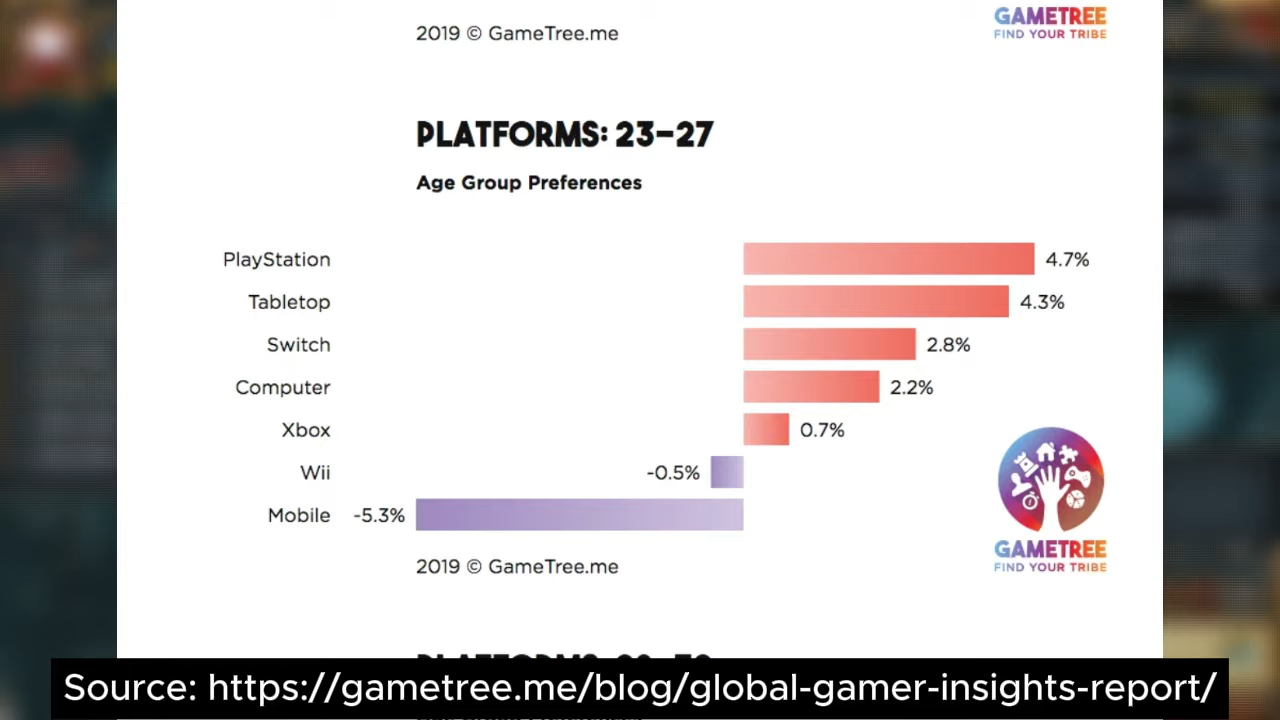 GAMETREE
FIND YOUR TRIBE
2019 © GameTree.me
PLATFORMS: 23-27
Age Group Preferences
PlayStation 4.7%
Tabletop 4.3%
Switch 2.8%
Computer 2.2%
Xbox 0.7%
Wii -0.5%
Mobile -5.3%
2019 © GameTree.me
GAMETREE
FIND YOUR TRIBE
Source: https://gametree.me/blog/global-gamer-insights-report/